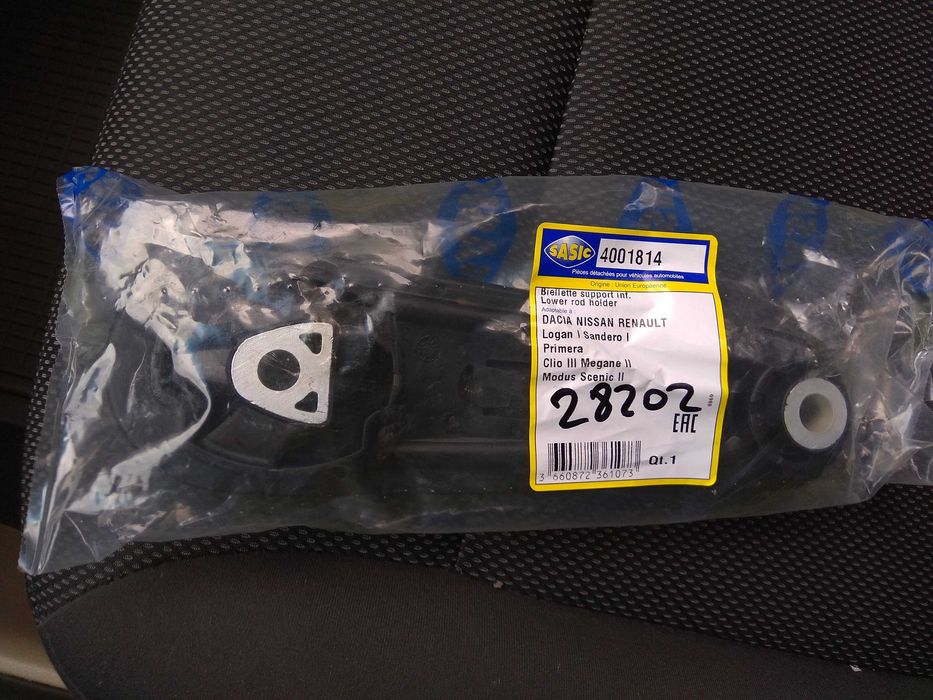 SASIC 4001814
Pièces détachées pour véhicules automobiles
Origine : Union Européenne
Biellette support inf.
Lower rod holder
Adaptable à :
DACIA NISSAN RENAULT
Logan I Sandero I
Primera
Clio III Megane II
Modus Scenic II
28202
EAC
Qt. 1
3 660872 361073